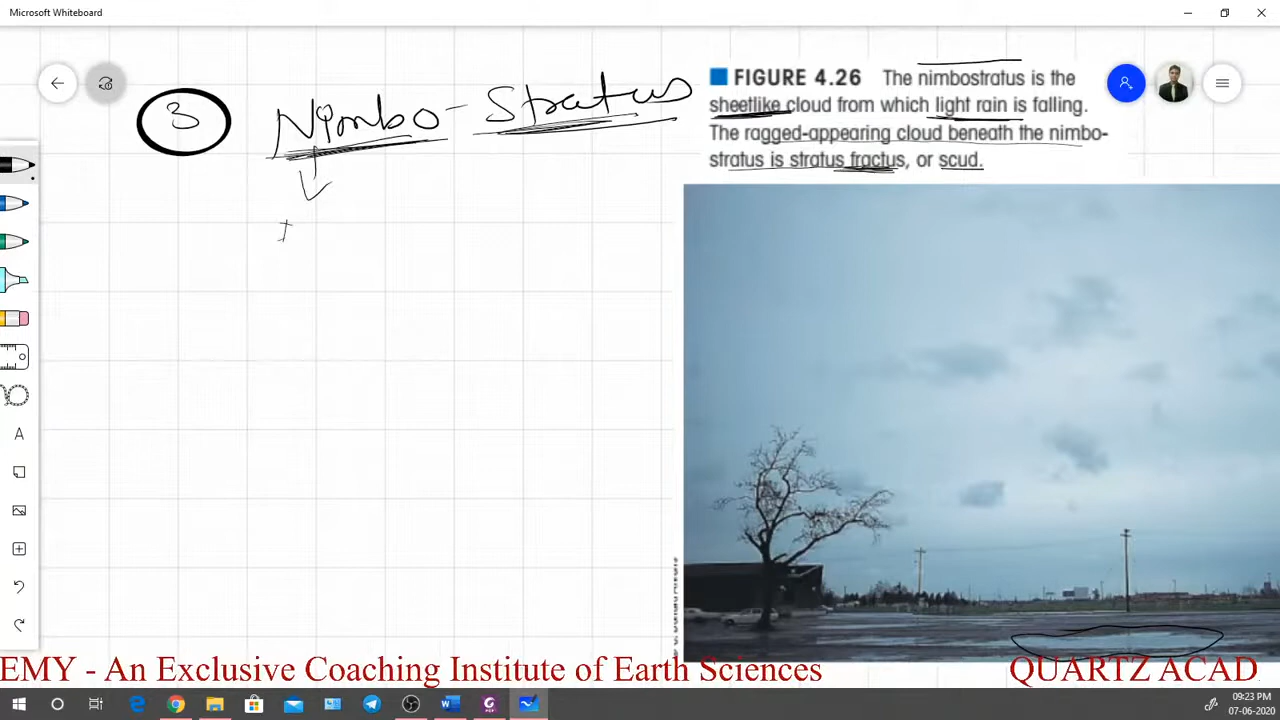 Microsoft Whiteboard
3
Nimbo - Stratus
FIGURE 4.26 The nimbostratus is the
sheetlike cloud from which light rain is falling.
The ragged-appearing cloud beneath the nimbo-
stratus is stratus fractus, or scud.
A
EMY - An Exclusive Coaching Institute of Earth Sciences
QUARTZ ACAD
09:23 PM
07-06-2020